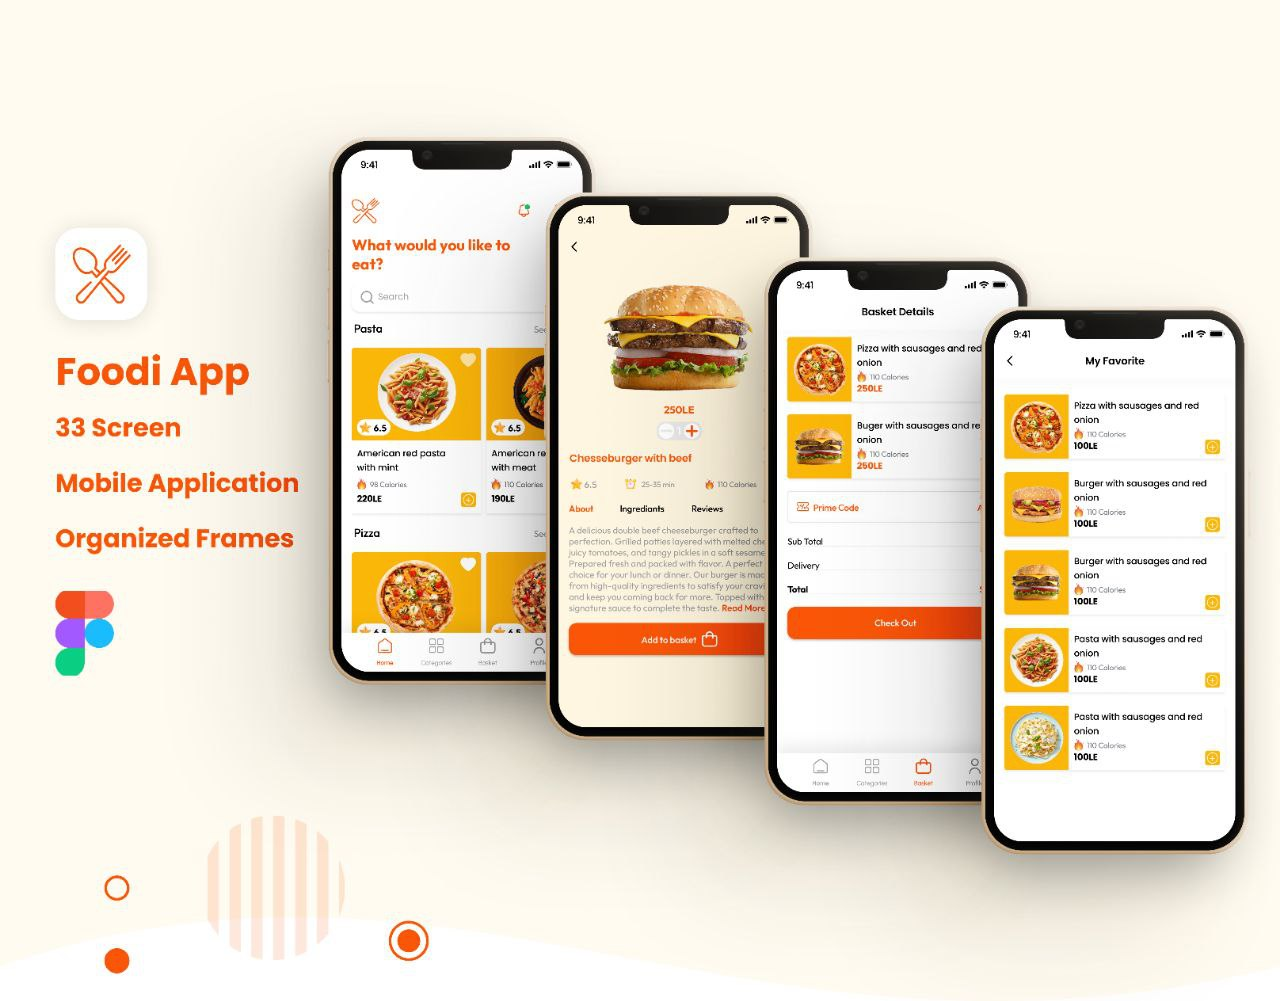 Foodi App
33 Screen
Mobile Application
Organized Frames
9:41
What would you like to
eat?
Search
Pasta
6.5
6.5
American red pasta
with mint
98 Calories
220LE
American re
with meat
110 Calories
190LE
Pizza
6.5
6.5
Home
Categories
Basket
9:41
250LE
1
Chesseburger with beef
6.5
25-35 min
110 Calories
About
Ingrediants
Reviews
A delicious double beef cheeseburger crafted to
perfection. Grilled patties layered with melted che
juicy tomatoes, and tangy pickles in a soft sesame
Prepared fresh and packed with flavor. A perfect
choice for your lunch or dinner. Our burger is mad
from high-quality ingredients to satisfy your cravi
and keep you coming back for more. Topped with
signature sauce to complete the taste. Read More
Add to basket
9:41
Basket Details
Pizza with sausages and red
onion
110 Calories
250LE
Buger with sausages and re
onion
110 Calories
250LE
Prime Code
Sub Total
Delivery
Total
Check Out
Home
Categories
Basket
9:41
My Favorite
Pizza with sausages and red
onion
110 Calories
100LE
Burger with sausages and red
onion
110 Calories
100LE
Burger with sausages and red
onion
110 Calories
100LE
Pasta with sausages and red
onion
110 Calories
100LE
Pasta with sausages and red
onion
110 Calories
100LE